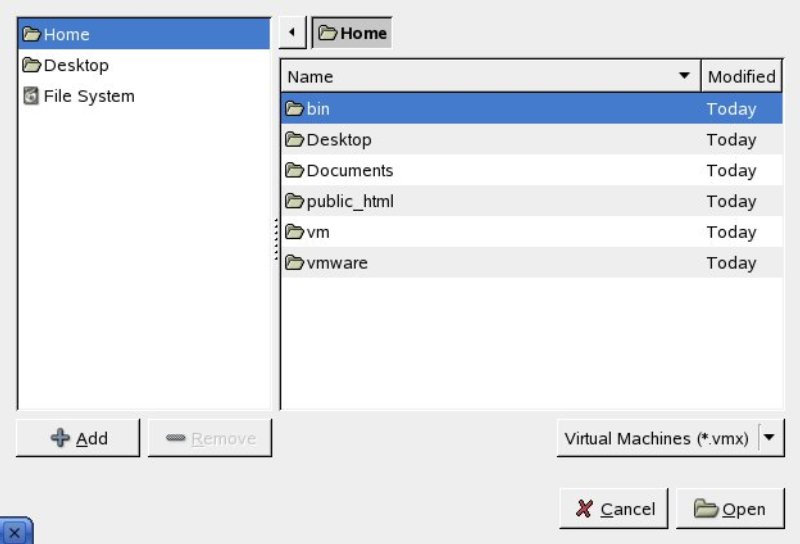 Home
Desktop
File System
Home
Name Modified
bin Today
Desktop Today
Documents Today
public_html Today
vm Today
vmware Today
Add Remove
Virtual Machines (*.vmx)
Cancel Open